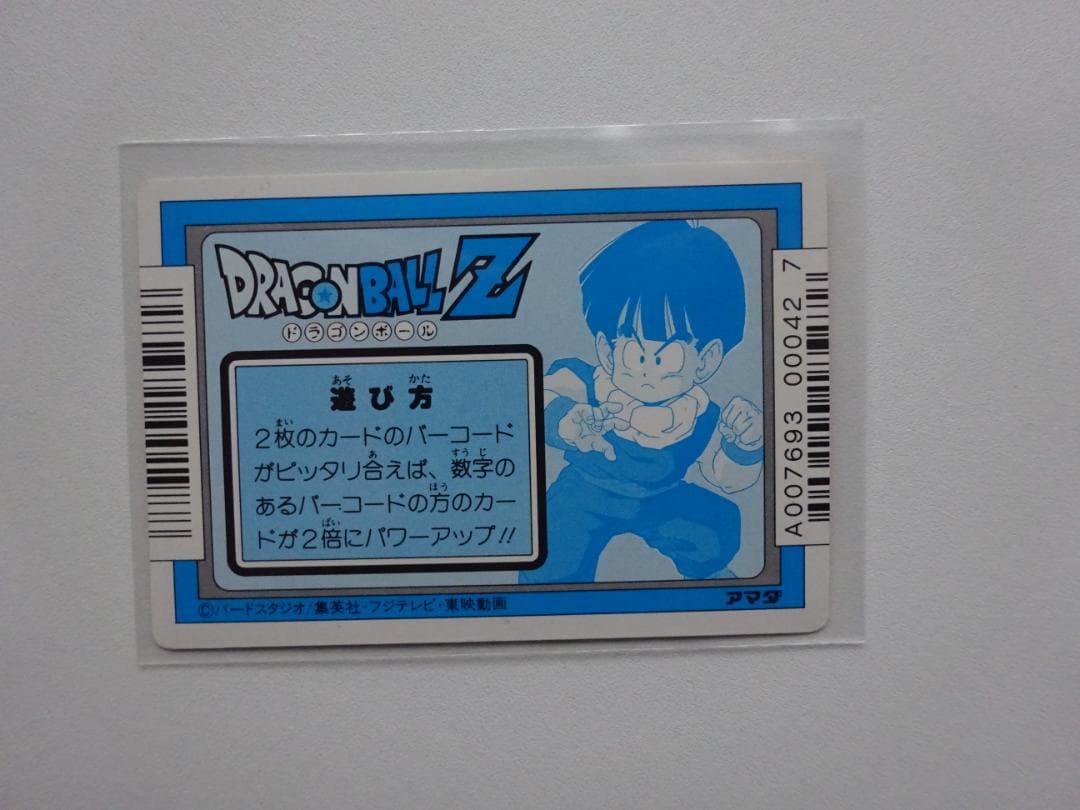 DRAGON BALL Z
ドラゴンボール
遊び方
2枚のカードのバーコード
がピッタリ合えば、数字の
あるバーコードの方のカー
ドが2倍にパワーアップ!!
©バードスタジオ/集英社・フジテレビ・東映動画
アマダ
A007693 00042 7